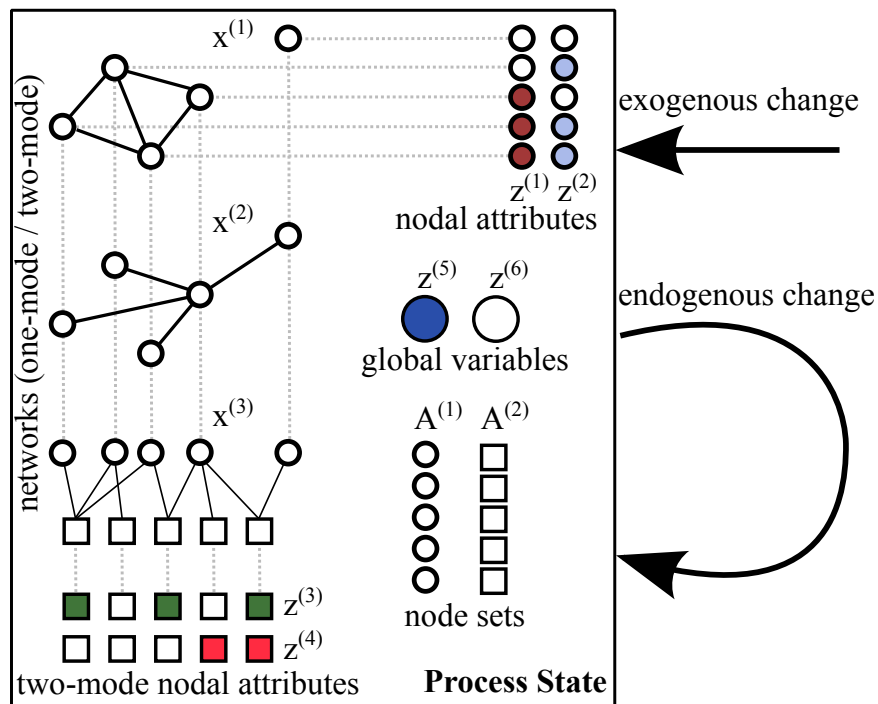 networks (one-mode / two-mode)
x(1)
x(2)
x(3)
z(1) z(2)
nodal attributes
z(5) z(6)
global variables
A(1) A(2)
node sets
z(3)
z(4)
two-mode nodal attributes
Process State
exogenous change
endogenous change